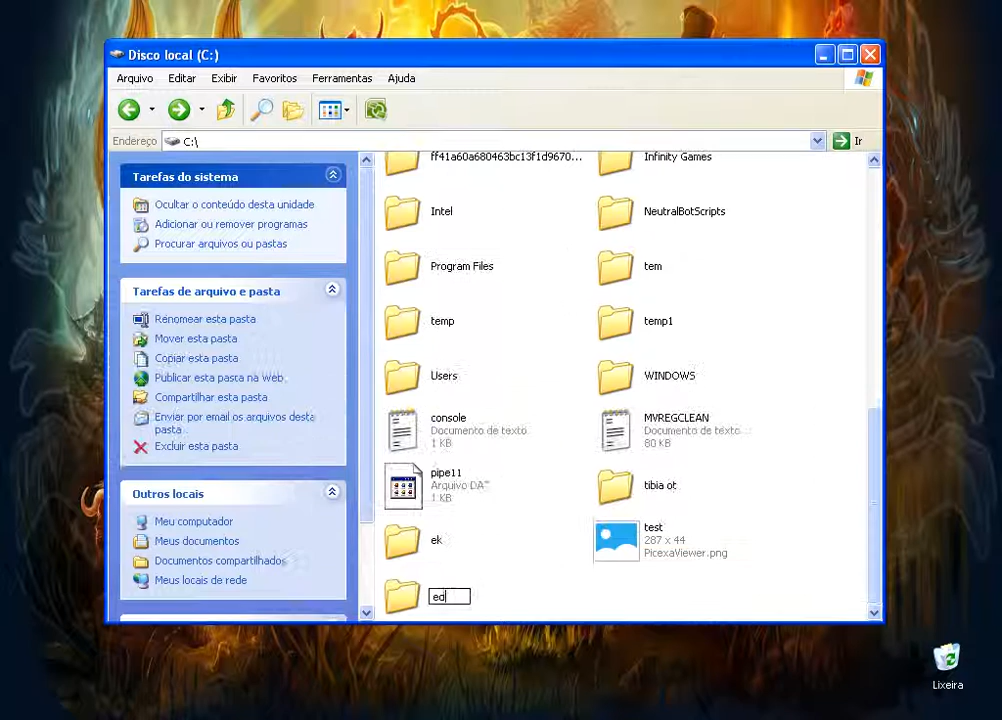 Disco local (C:)
Arquivo Editar Exibir Favoritos Ferramentas Ajuda
Endereço C:\ Ir
Tarefas do sistema
Ocultar o conteúdo desta unidade
Adicionar ou remover programas
Procurar arquivos ou pastas
Tarefas de arquivo e pasta
Renomear esta pasta
Mover esta pasta
Copiar esta pasta
Publicar esta pasta na Web
Compartilhar esta pasta
Enviar por email os arquivos desta
pasta
Excluir esta pasta
Outros locais
Meu computador
Meus documentos
Documentos compartilhados
Meus locais de rede
ff41a60a680463bc13f1d9670...
Infinity Games
Intel
NeutralBotScripts
Program Files
tem
temp
temp1
Users
WINDOWS
console
Documento de texto
1 KB
MVREGCLEAN
Documento de texto
80 KB
pipe11
Arquivo DAT
1 KB
tibia ot
ek
test
287 x 44
PicexaViewer.png
ed
Lixeira